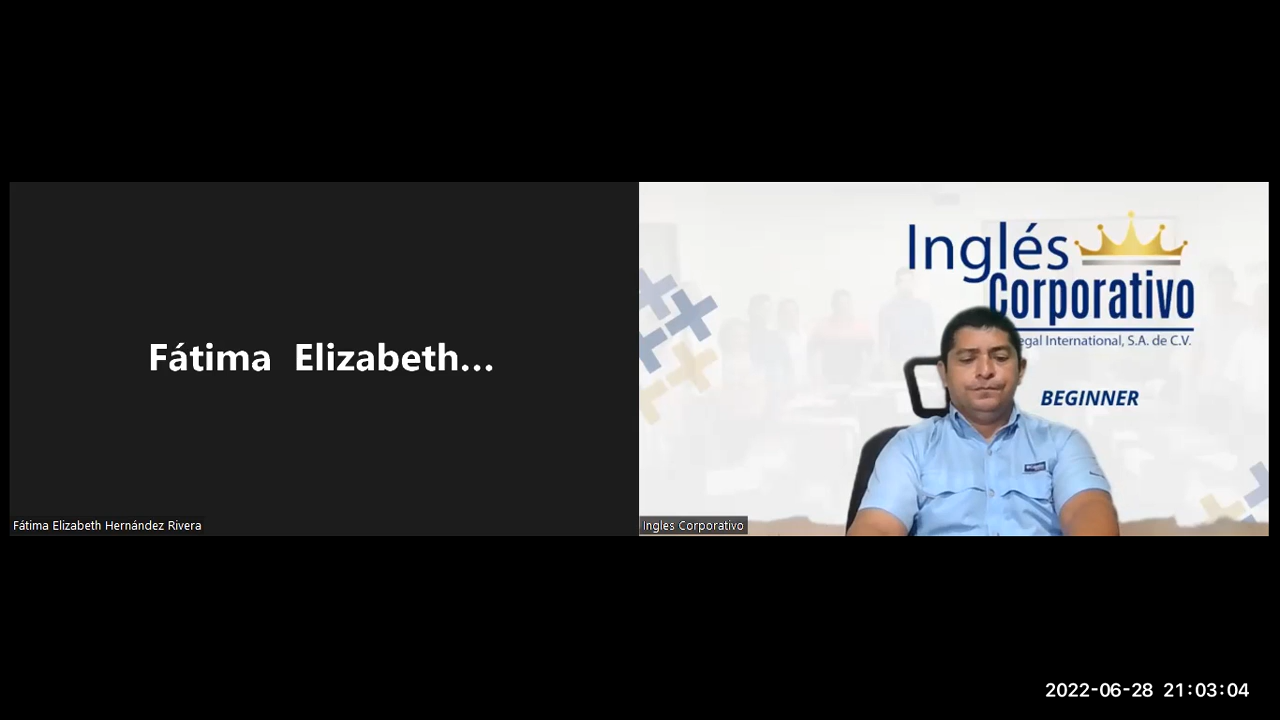 Fátima Elizabeth...
Fátima Elizabeth Hernández Rivera
Inglés
Corporativo
egal International, S.A. de C.V.
BEGINNER
Ingles Corporativo
2022-06-28 21:03:04